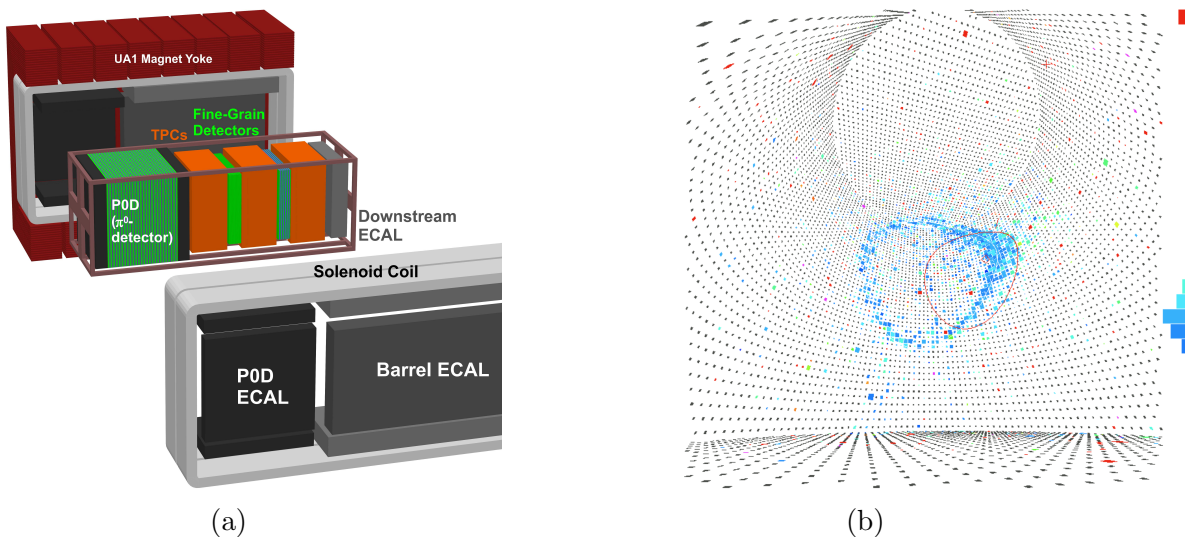 UA1 Magnet Yoke
Fine-Grain
Detectors
TPCs
P0D
(π⁰-
detector)
Downstream
ECAL
Solenoid Coil
P0D
ECAL
Barrel ECAL
(a)
(b)